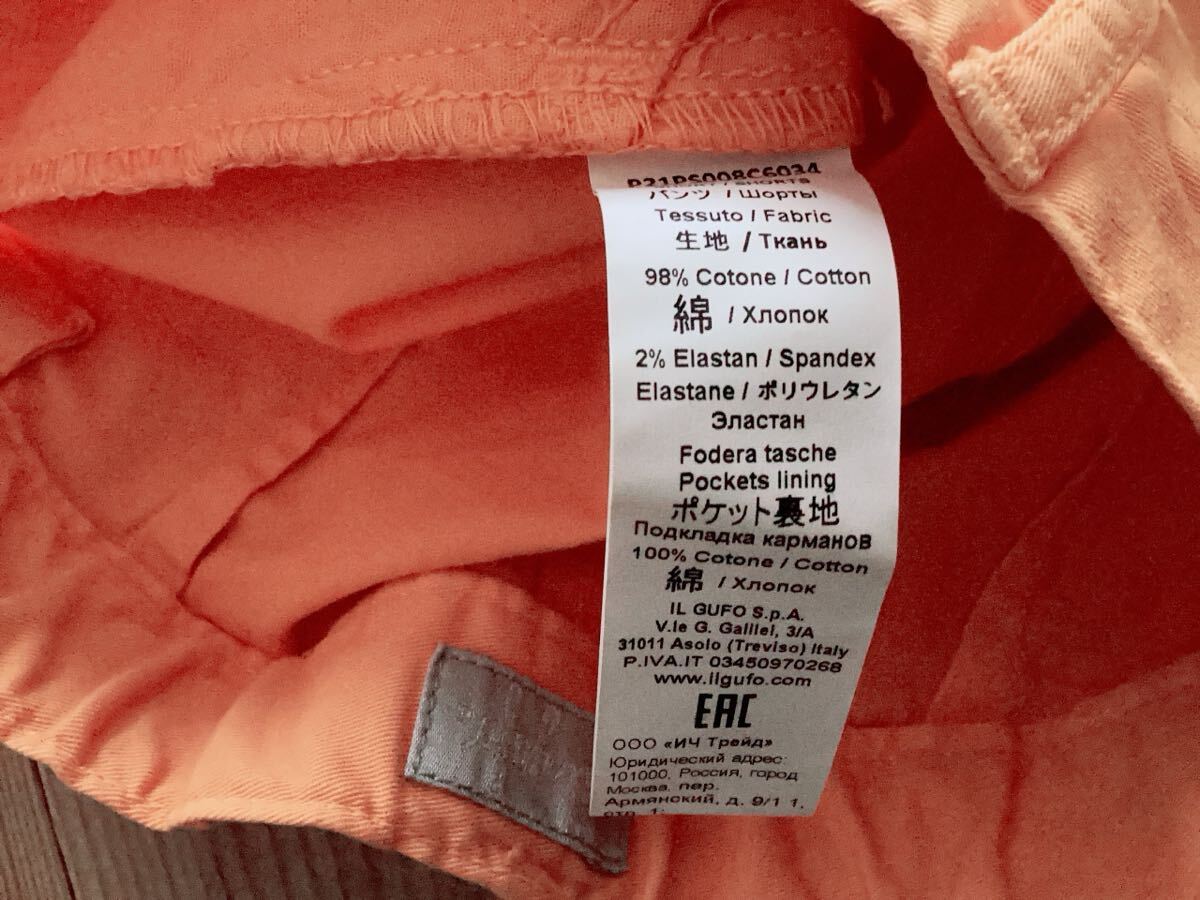 P21PS008C6034
パンツ / Шорты
Tessuto / Fabric
生地 / Ткань
98% Cotone / Cotton
綿 / Хлопок
2% Elastan / Spandex
Elastane / ポリウレタン
Эластан
Fodera tasche
Pockets lining
ポケット裏地
Подкладка карманов
100% Cotone / Cotton
綿 / Хлопок
IL GUFO S.p.A.
V.le G. Galilei, 3/A
31011 Asolo (Treviso) Italy
P.IVA.IT 03450970268
www.ilgufo.com
EAC
ООО «ИЧ Трейд»
Юридический адрес:
101000, Россия, город
Москва, пер.
Армянский, д. 9/1 1,
стр. 1: